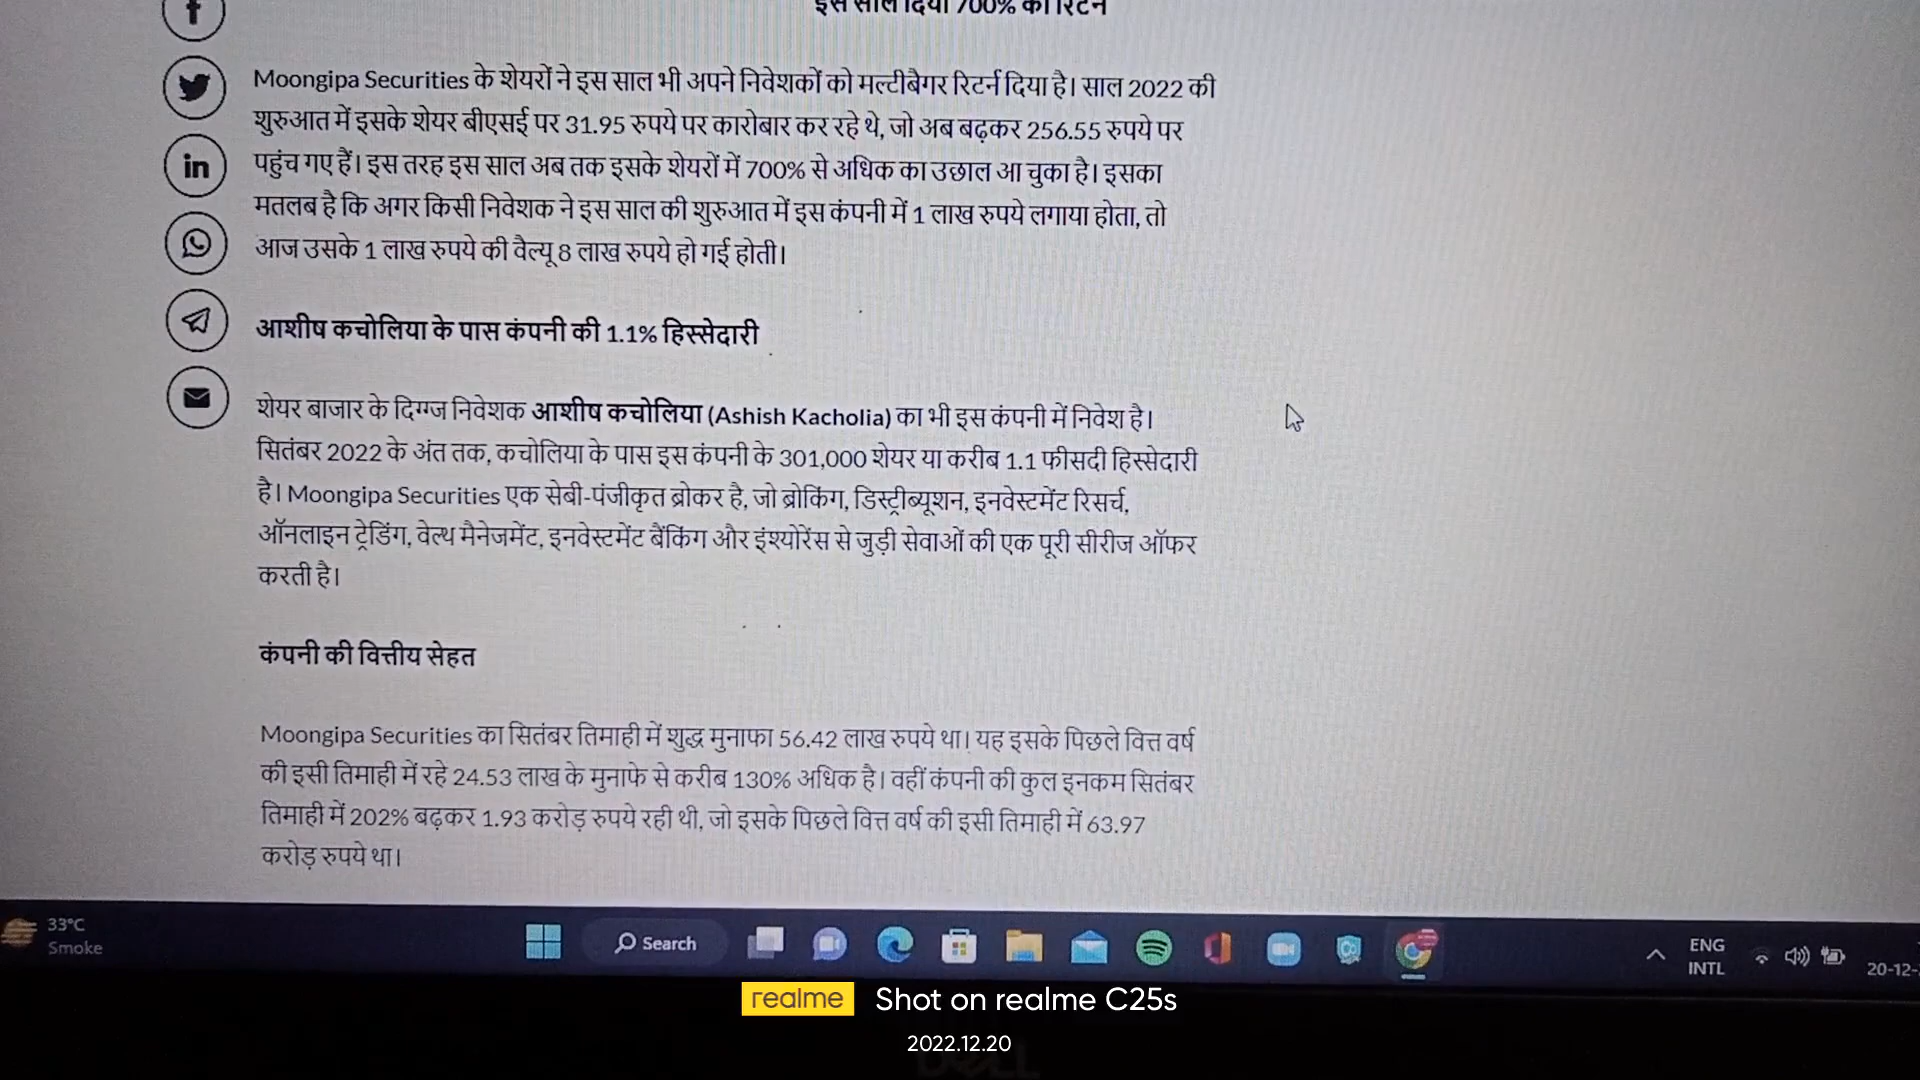 इस साल दिया 700% का रिटर्न
Moongipa Securities के शेयरों ने इस साल भी अपने निवेशकों को मल्टीबैगर रिटर्न दिया है। साल 2022 की
शुरुआत में इसके शेयर बीएसई पर 31.95 रुपये पर कारोबार कर रहे थे, जो अब बढ़कर 256.55 रुपये पर
पहुंच गए हैं। इस तरह इस साल अब तक इसके शेयरों में 700% से अधिक का उछाल आ चुका है। इसका
मतलब है कि अगर किसी निवेशक ने इस साल की शुरुआत में इस कंपनी में 1 लाख रुपये लगाया होता, तो
आज उसके 1 लाख रुपये की वैल्यू 8 लाख रुपये हो गई होती।
आशीष कचोलिया के पास कंपनी की 1.1% हिस्सेदारी
शेयर बाजार के दिग्ग्ज निवेशक आशीष कचोलिया (Ashish Kacholia) का भी इस कंपनी में निवेश है।
सितंबर 2022 के अंत तक, कचोलिया के पास इस कंपनी के 301,000 शेयर या करीब 1.1 फीसदी हिस्सेदारी
है। Moongipa Securities एक सेबी-पंजीकृत ब्रोकर है, जो ब्रोकिंग, डिस्ट्रीब्यूशन, इनवेस्टमेंट रिसर्च,
ऑनलाइन ट्रेडिंग, वेल्थ मैनेजमेंट, इनवेस्टमेंट बैंकिंग और इंश्योरेंस से जुड़ी सेवाओं की एक पूरी सीरीज ऑफर
करती है।
कंपनी की वित्तीय सेहत
Moongipa Securities का सितंबर तिमाही में शुद्ध मुनाफा 56.42 लाख रुपये था। यह इसके पिछले वित्त वर्ष
की इसी तिमाही में रहे 24.53 लाख के मुनाफे से करीब 130% अधिक है। वहीं कंपनी की कुल इनकम सितंबर
तिमाही में 202% बढ़कर 1.93 करोड़ रुपये रही थी, जो इसके पिछले वित्त वर्ष की इसी तिमाही में 63.97
करोड़ रुपये था।
33°C
Smoke
Search
ENG
INTL
20-12-
realme Shot on realme C25s
2022.12.20
DELL